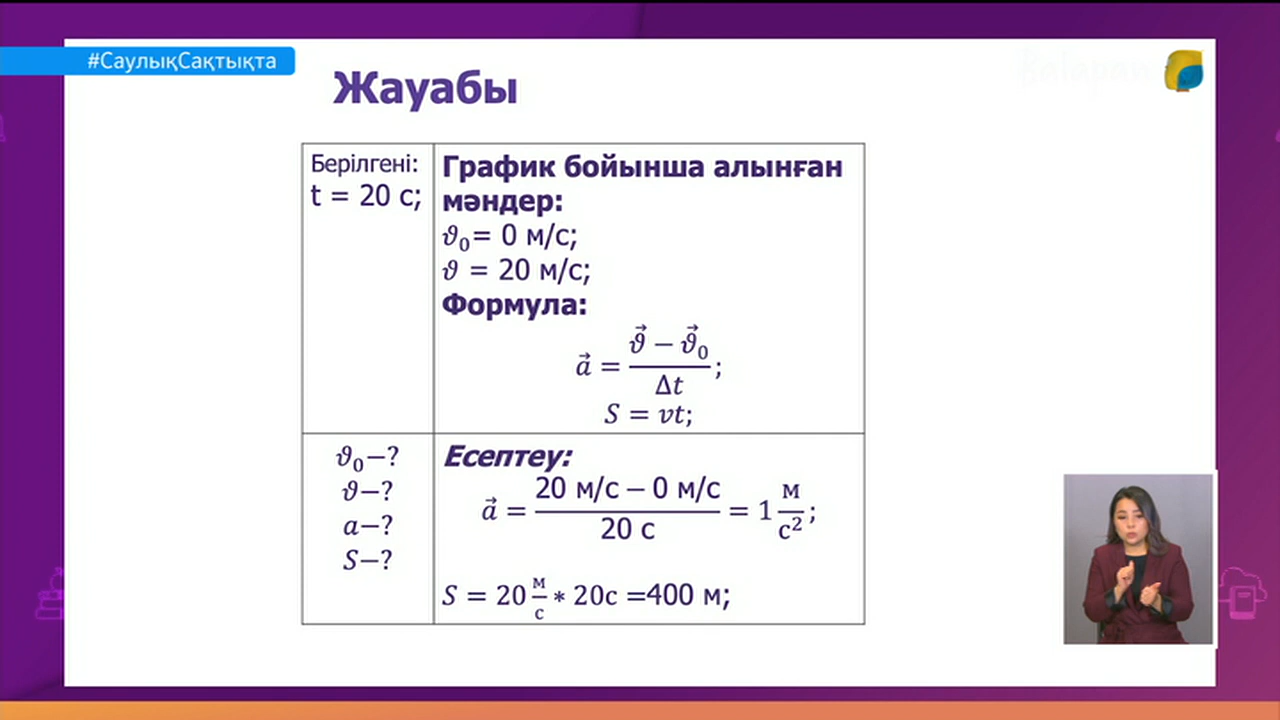 #СаулықСақтықта
Balapan
Жауабы
Берілгені:
t = 20 с;
График бойынша алынған
мәндер:
𝜗₀= 0 м/с;
𝜗 = 20 м/с;
Формула:
a⃗ = (𝜗⃗ − 𝜗⃗₀)/Δt;
S = vt;
𝜗₀−?
𝜗−?
a−?
S−?
Есептеу:
a⃗ = (20 м/с − 0 м/с)/(20 с) = 1 м/с²;
S = 20 м/с ∗ 20с =400 м;